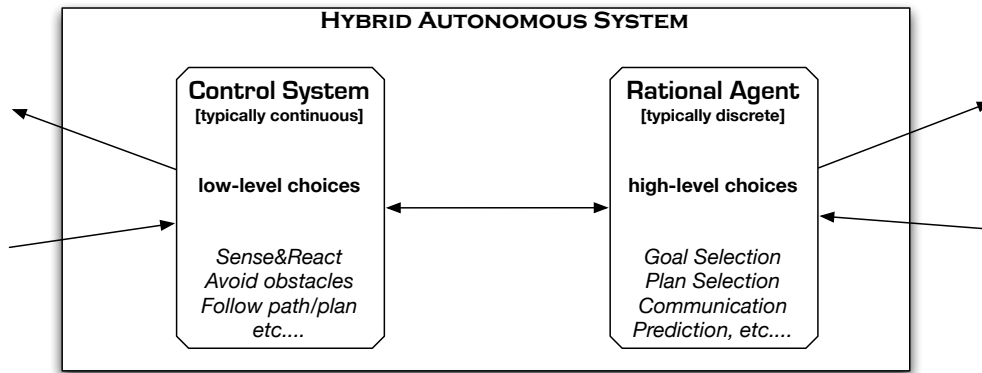 HYBRID AUTONOMOUS SYSTEM
Control System
[typically continuous]
low-level choices
Sense&React
Avoid obstacles
Follow path/plan
etc....
Rational Agent
[typically discrete]
high-level choices
Goal Selection
Plan Selection
Communication
Prediction, etc....